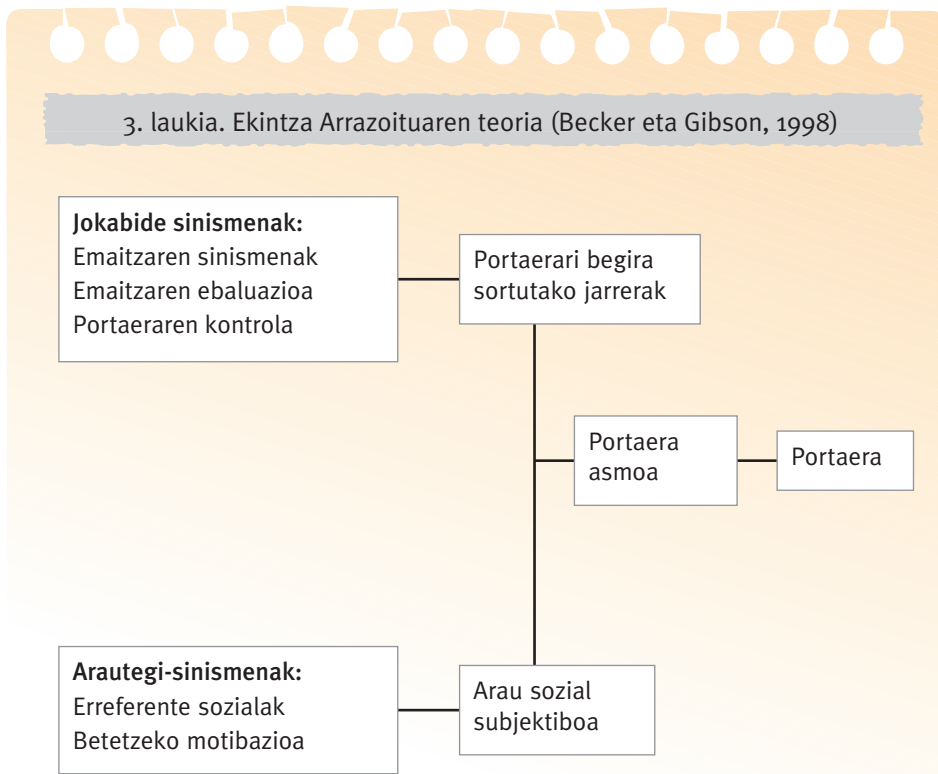 3. laukia. Ekintza Arrazoituaren teoria (Becker eta Gibson, 1998)
Jokabide sinismenak:
Emaitzaren sinismenak
Emaitzaren ebaluazioa
Portaeraren kontrola
Portaerari begira
sortutako jarrerak
Portaera
asmoa
Portaera
Arautegi-sinismenak:
Erreferente sozialak
Betetzeko motibazioa
Arau sozial
subjektiboa